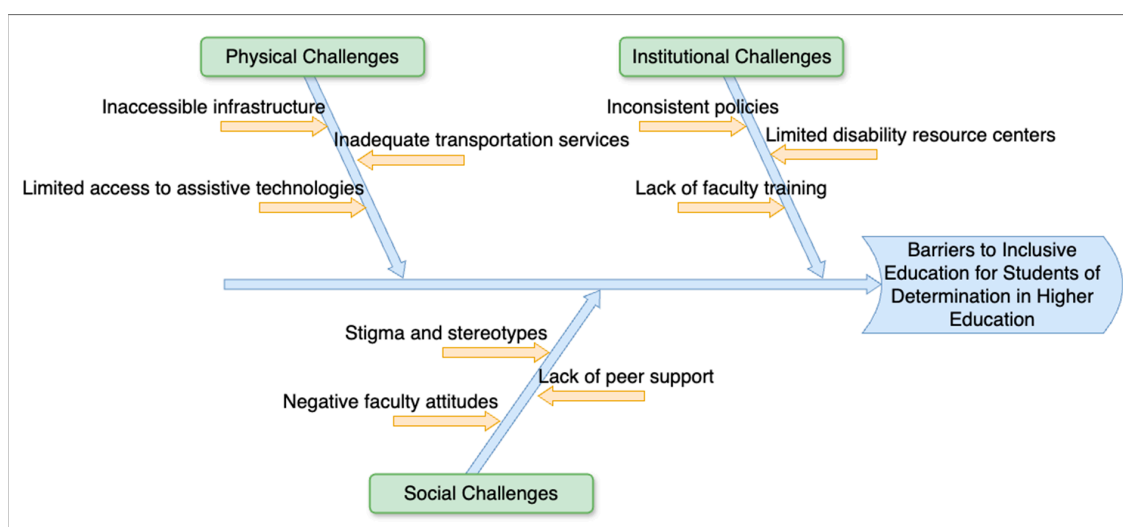 Physical Challenges
Institutional Challenges
Inaccessible infrastructure
Inadequate transportation services
Limited access to assistive technologies
Inconsistent policies
Limited disability resource centers
Lack of faculty training
Barriers to Inclusive
Education for Students of
Determination in Higher
Education
Stigma and stereotypes
Lack of peer support
Negative faculty attitudes
Social Challenges